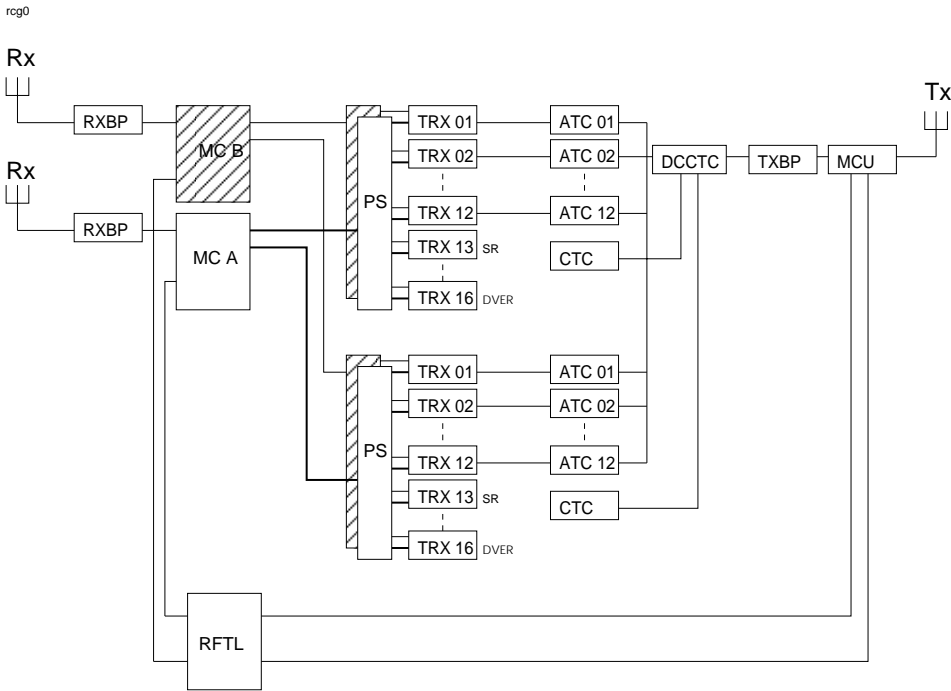 rcg0
Rx
Tx
RXBP
MC B
TRX 01
ATC 01
TRX 02
ATC 02
DCCTC
TXBP
MCU
Rx
PS
TRX 12
ATC 12
RXBP
MC A
TRX 13 SR
CTC
TRX 16 DVER
TRX 01
ATC 01
TRX 02
ATC 02
PS
TRX 12
ATC 12
TRX 13 SR
CTC
TRX 16 DVER
RFTL